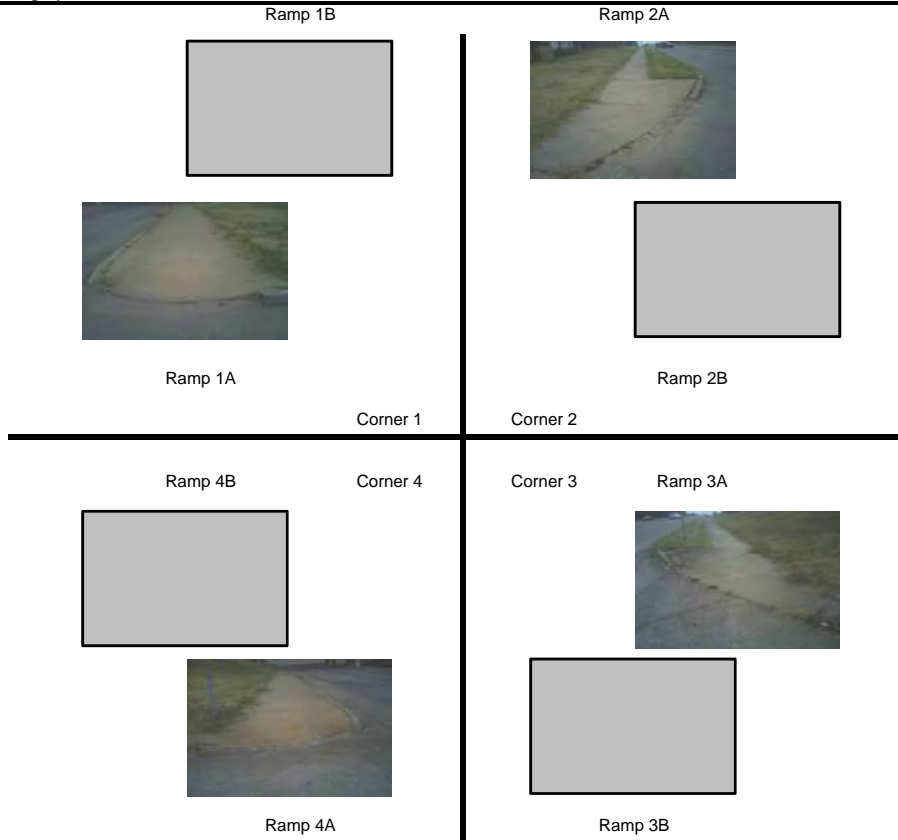 Ramp 1B
Ramp 2A
Ramp 1A
Ramp 2B
Corner 1
Corner 2
Ramp 4B
Corner 4
Corner 3
Ramp 3A
Ramp 4A
Ramp 3B